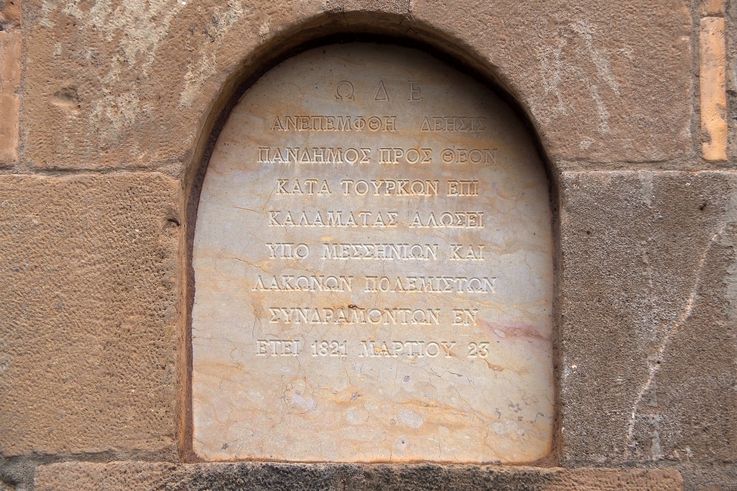 ΩΔΕ
ΑΝΕΠΕΜΦΘΗ ΔΕΗΣΙΣ
ΠΑΝΔΗΜΟΣ ΠΡΟΣ ΘΕΟΝ
ΚΑΤΑ ΤΟΥΡΚΩΝ ΕΠΙ
ΚΑΛΑΜΑΤΑΣ ΑΛΩΣΕΙ
ΥΠΟ ΜΕΣΣΗΝΙΩΝ ΚΑΙ
ΛΑΚΩΝΩΝ ΠΟΛΕΜΙΣΤΩΝ
ΣΥΝΔΡΑΜΟΝΤΩΝ ΕΝ
ΕΤΕΙ 1821 ΜΑΡΤΙΟΥ 23